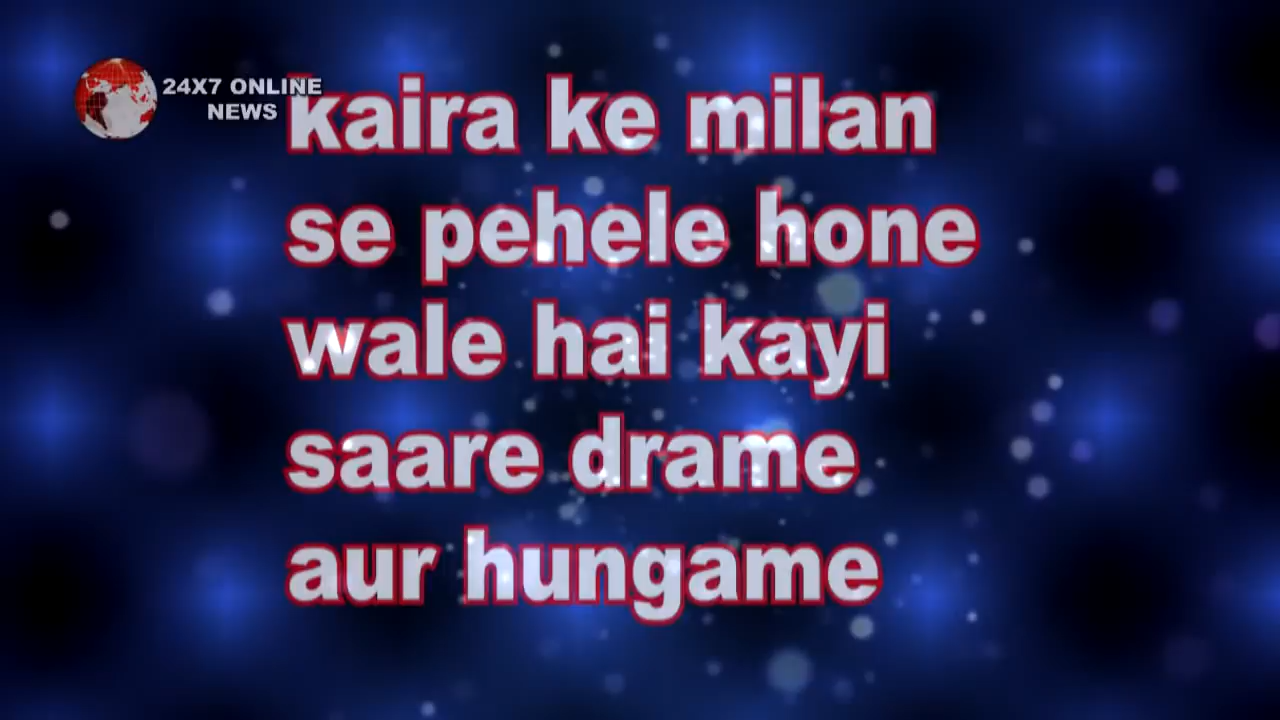 24X7 ONLINE
NEWS
kaira ke milan
se pehele hone
wale hai kayi
saare drame
aur hungame